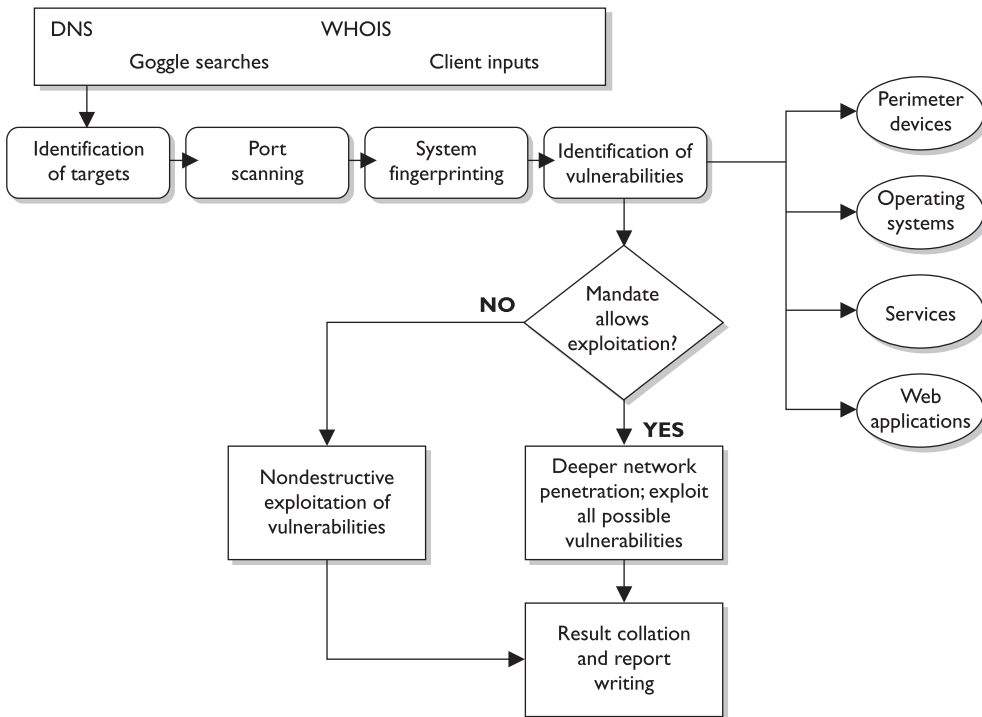 DNS
WHOIS
Goggle searches
Client inputs
Identification
of targets
Port
scanning
System
fingerprinting
Identification of
vulnerabilities
Perimeter
devices
Operating
systems
Services
Web
applications
Mandate
allows
exploitation?
NO
YES
Nondestructive
exploitation of
vulnerabilities
Deeper network
penetration; exploit
all possible
vulnerabilities
Result collation
and report
writing